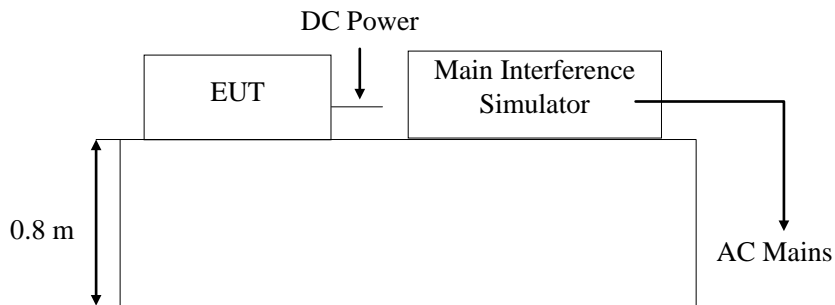 DC Power
EUT
Main Interference
Simulator
0.8 m
AC Mains